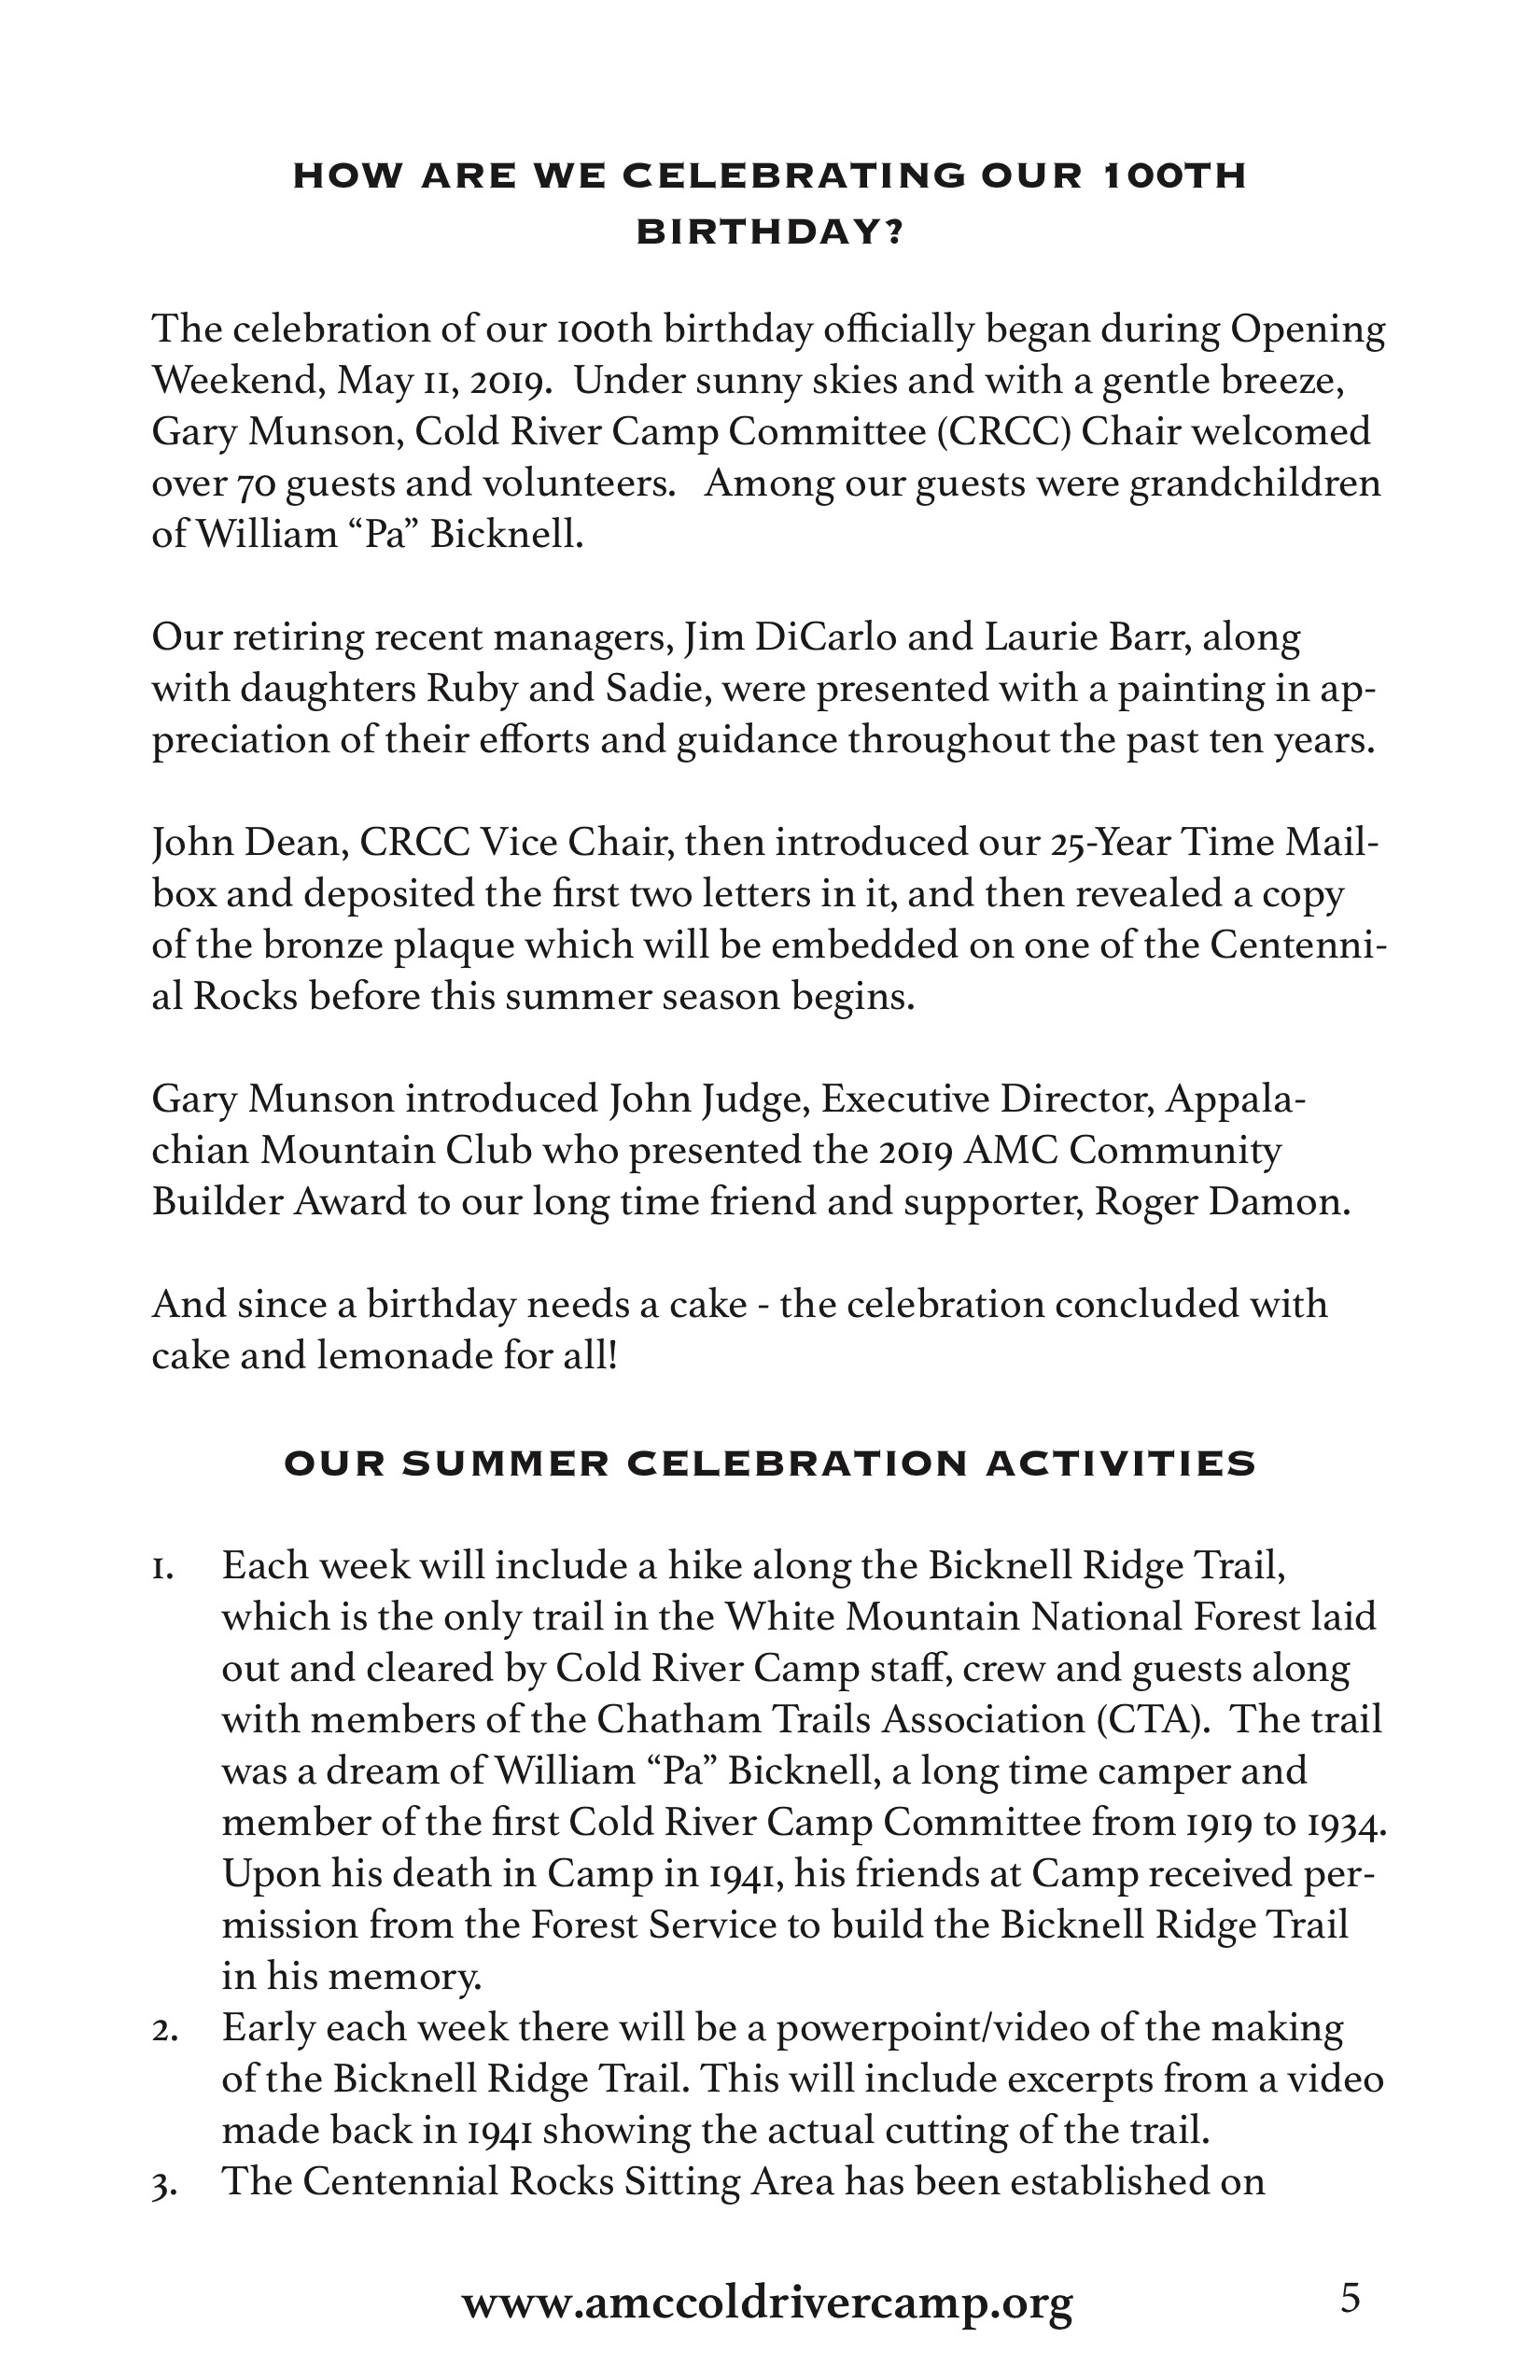 HOW ARE WE CELEBRATING OUR 100TH
BIRTHDAY?
The celebration of our 100th birthday officially began during Opening
Weekend, May 11, 2019.  Under sunny skies and with a gentle breeze,
Gary Munson, Cold River Camp Committee (CRCC) Chair welcomed
over 70 guests and volunteers.   Among our guests were grandchildren
of William “Pa” Bicknell.
Our retiring recent managers, Jim DiCarlo and Laurie Barr, along
with daughters Ruby and Sadie, were presented with a painting in ap-
preciation of their efforts and guidance throughout the past ten years.
John Dean, CRCC Vice Chair, then introduced our 25-Year Time Mail-
box and deposited the first two letters in it, and then revealed a copy
of the bronze plaque which will be embedded on one of the Centenni-
al Rocks before this summer season begins.
Gary Munson introduced John Judge, Executive Director, Appala-
chian Mountain Club who presented the 2019 AMC Community
Builder Award to our long time friend and supporter, Roger Damon.
And since a birthday needs a cake - the celebration concluded with
cake and lemonade for all!
OUR SUMMER CELEBRATION ACTIVITIES
1. Each week will include a hike along the Bicknell Ridge Trail,
which is the only trail in the White Mountain National Forest laid
out and cleared by Cold River Camp staff, crew and guests along
with members of the Chatham Trails Association (CTA).  The trail
was a dream of William “Pa” Bicknell, a long time camper and
member of the first Cold River Camp Committee from 1919 to 1934.
Upon his death in Camp in 1941, his friends at Camp received per-
mission from the Forest Service to build the Bicknell Ridge Trail
in his memory.
2. Early each week there will be a powerpoint/video of the making
of the Bicknell Ridge Trail. This will include excerpts from a video
made back in 1941 showing the actual cutting of the trail.
3. The Centennial Rocks Sitting Area has been established on
www.amccoldrivercamp.org 5